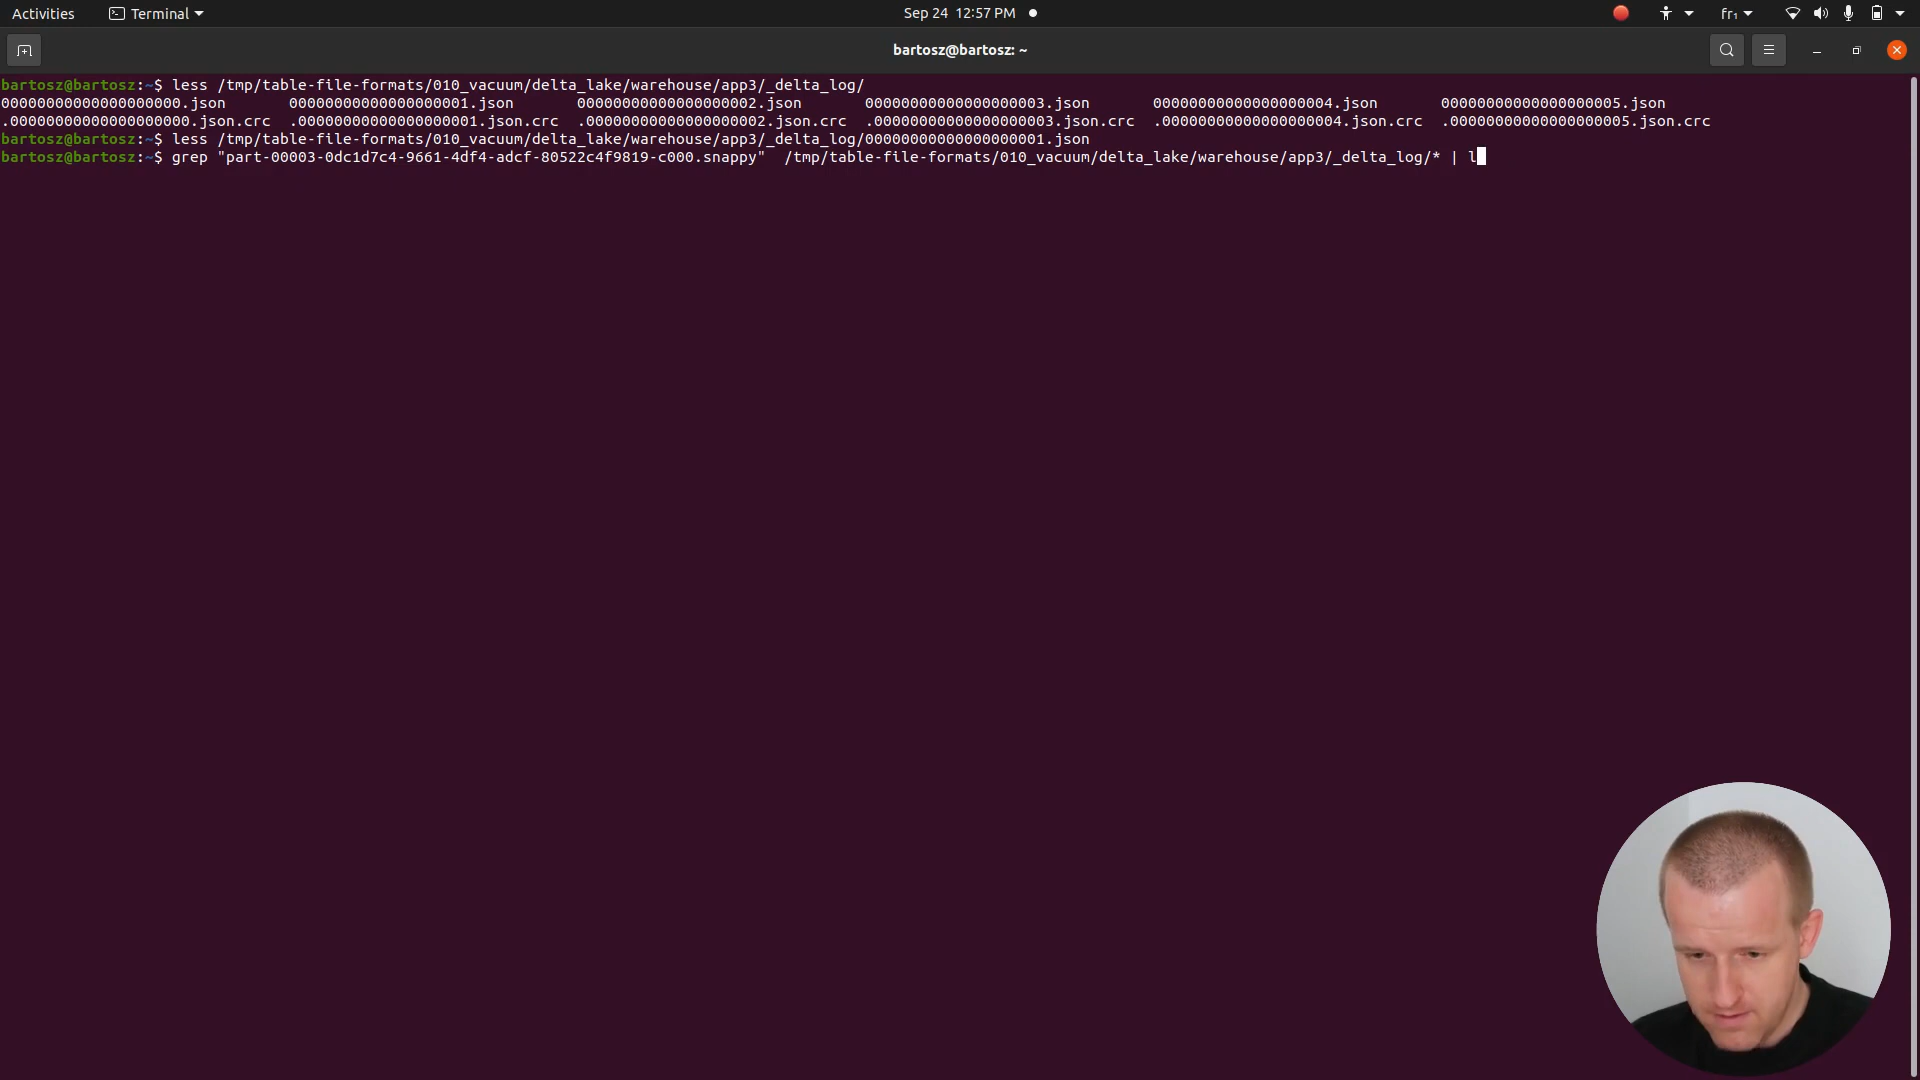 Activities Terminal Sep 24 12:57 PM fr₁
bartosz@bartosz: ~
bartosz@bartosz:~$ less /tmp/table-file-formats/010_vacuum/delta_lake/warehouse/app3/_delta_log/
00000000000000000000.json 00000000000000000001.json 00000000000000000002.json 00000000000000000003.json 00000000000000000004.json 00000000000000000005.json
.00000000000000000000.json.crc .00000000000000000001.json.crc .00000000000000000002.json.crc .00000000000000000003.json.crc .00000000000000000004.json.crc .00000000000000000005.json.crc
bartosz@bartosz:~$ less /tmp/table-file-formats/010_vacuum/delta_lake/warehouse/app3/_delta_log/00000000000000000001.json
bartosz@bartosz:~$ grep "part-00003-0dc1d7c4-9661-4df4-adcf-80522c4f9819-c000.snappy"  /tmp/table-file-formats/010_vacuum/delta_lake/warehouse/app3/_delta_log/* | l